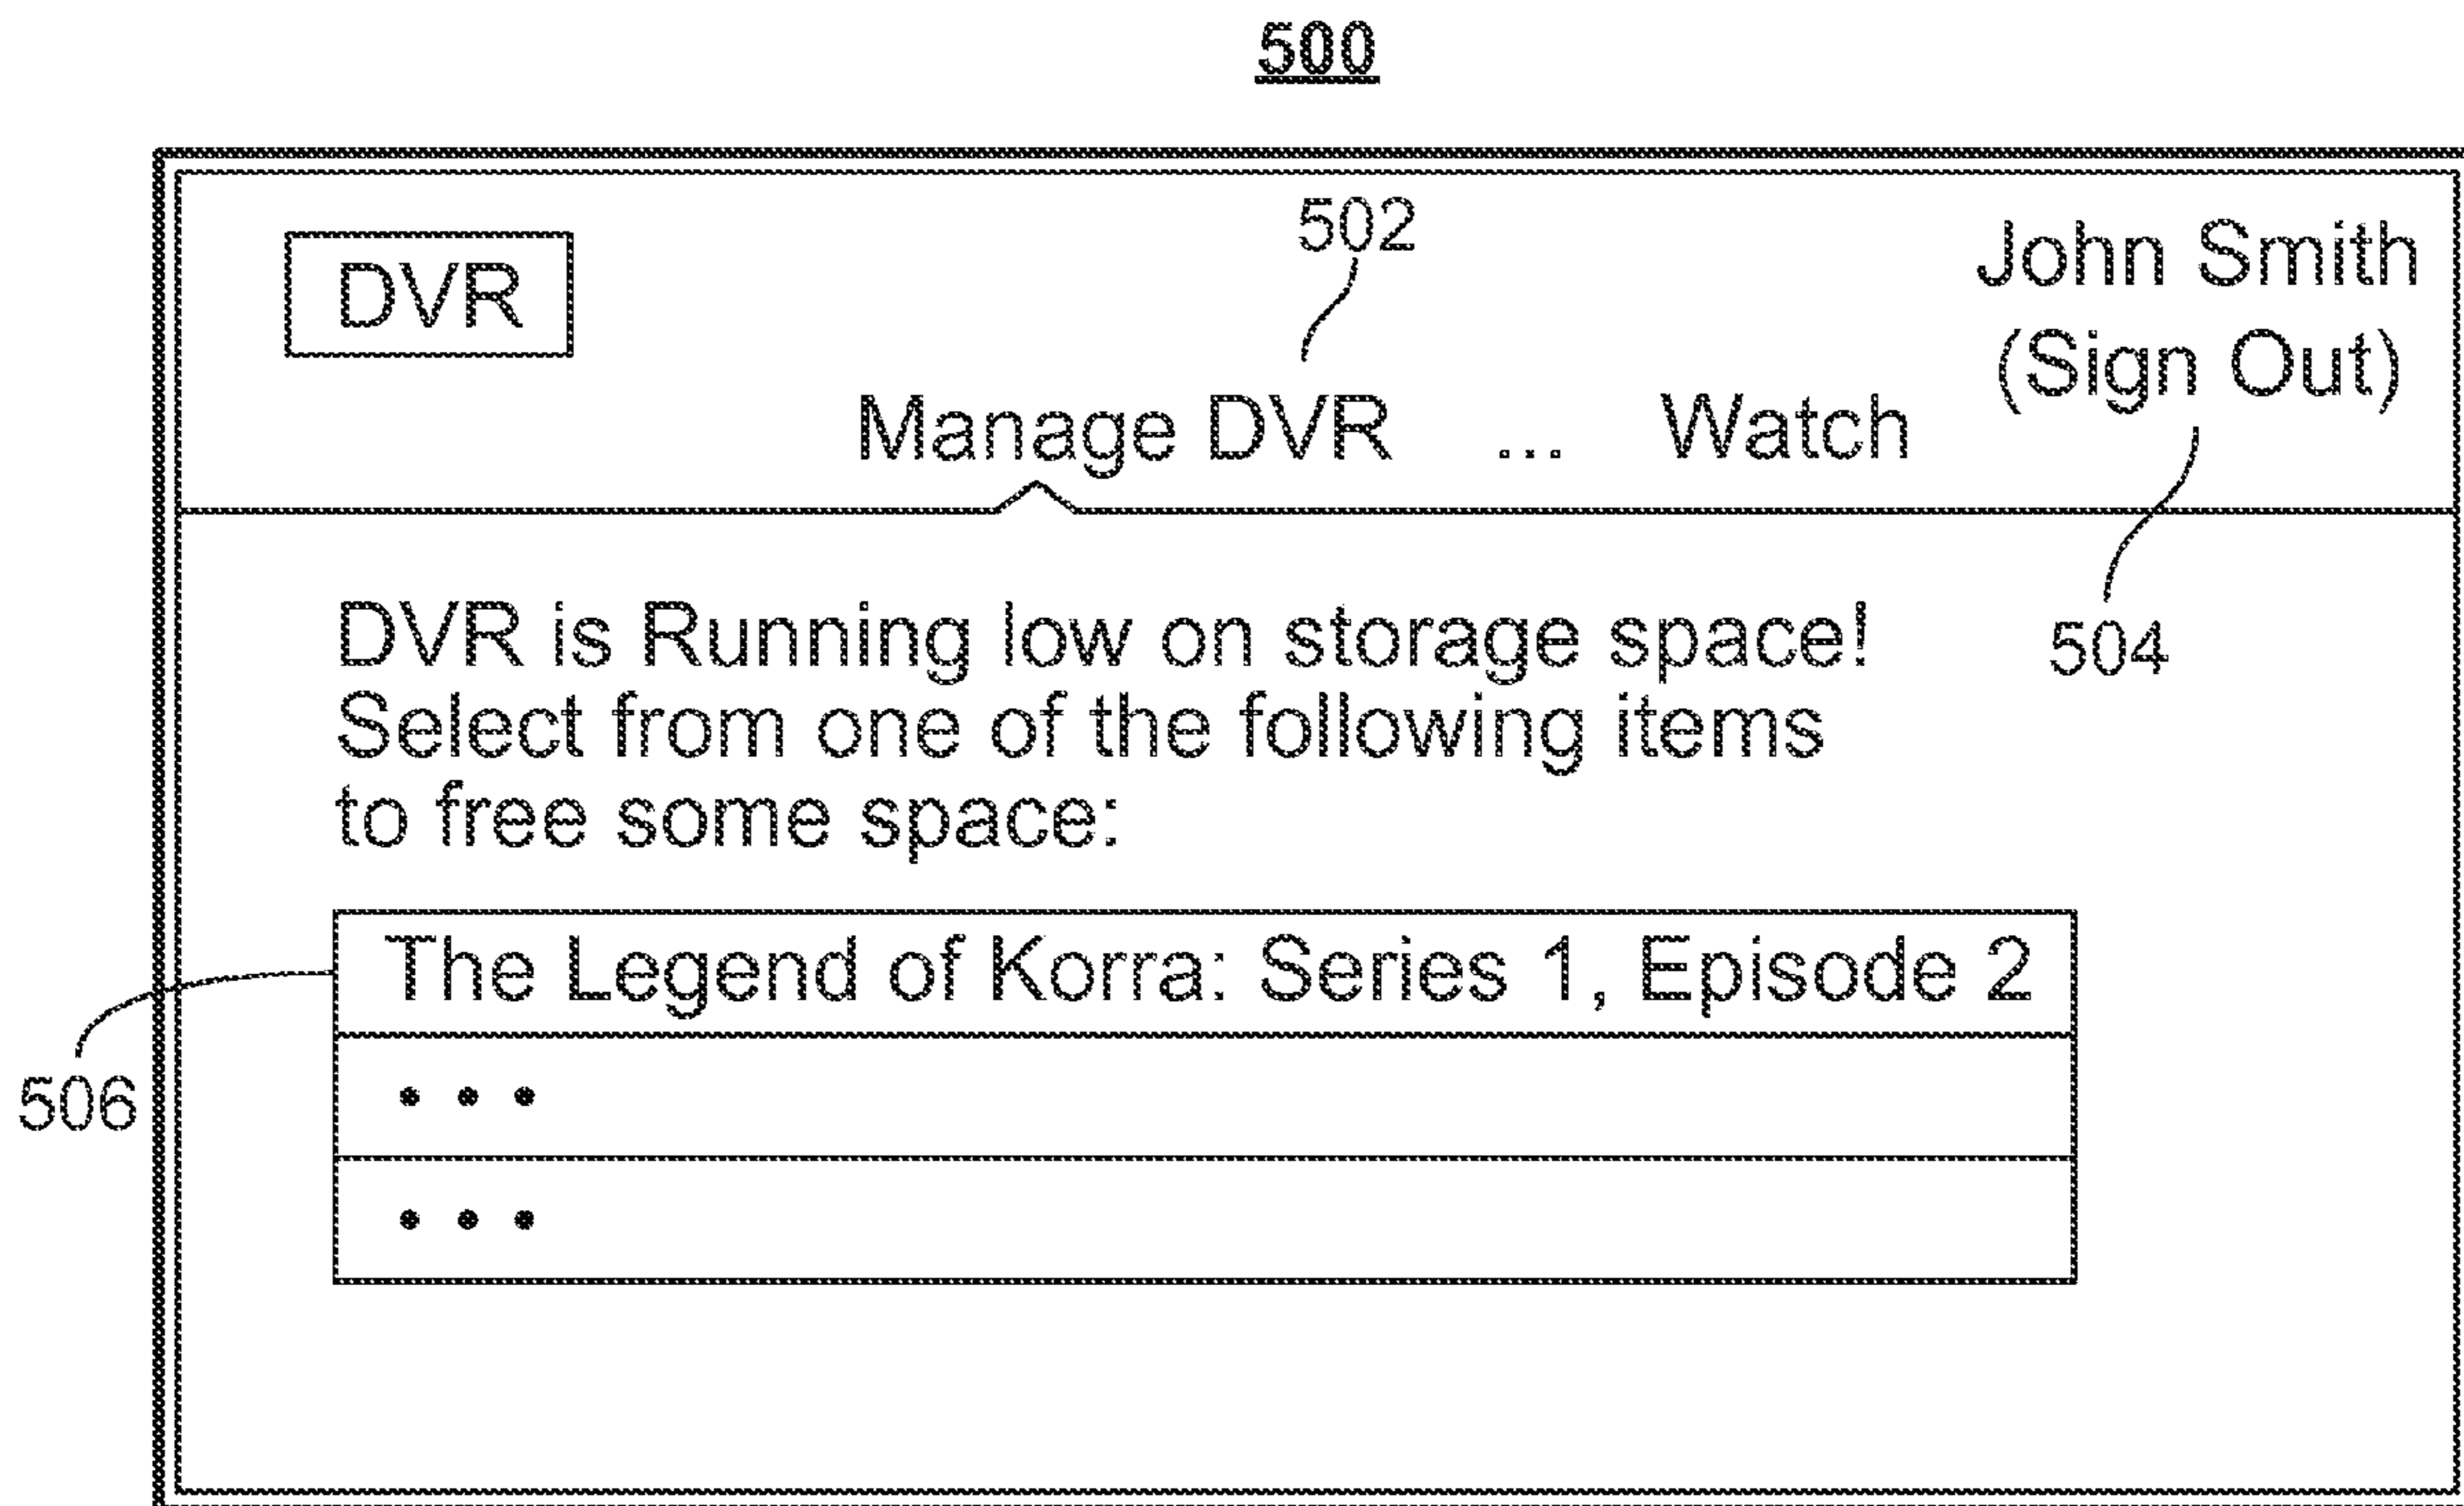 500
502
DVR
John Smith
(Sign Out)
Manage DVR ... Watch
DVR is Running low on storage space!
504
Select from one of the following items
to free some space:
The Legend of Korra: Series 1, Episode 2
506
• • •
• • •